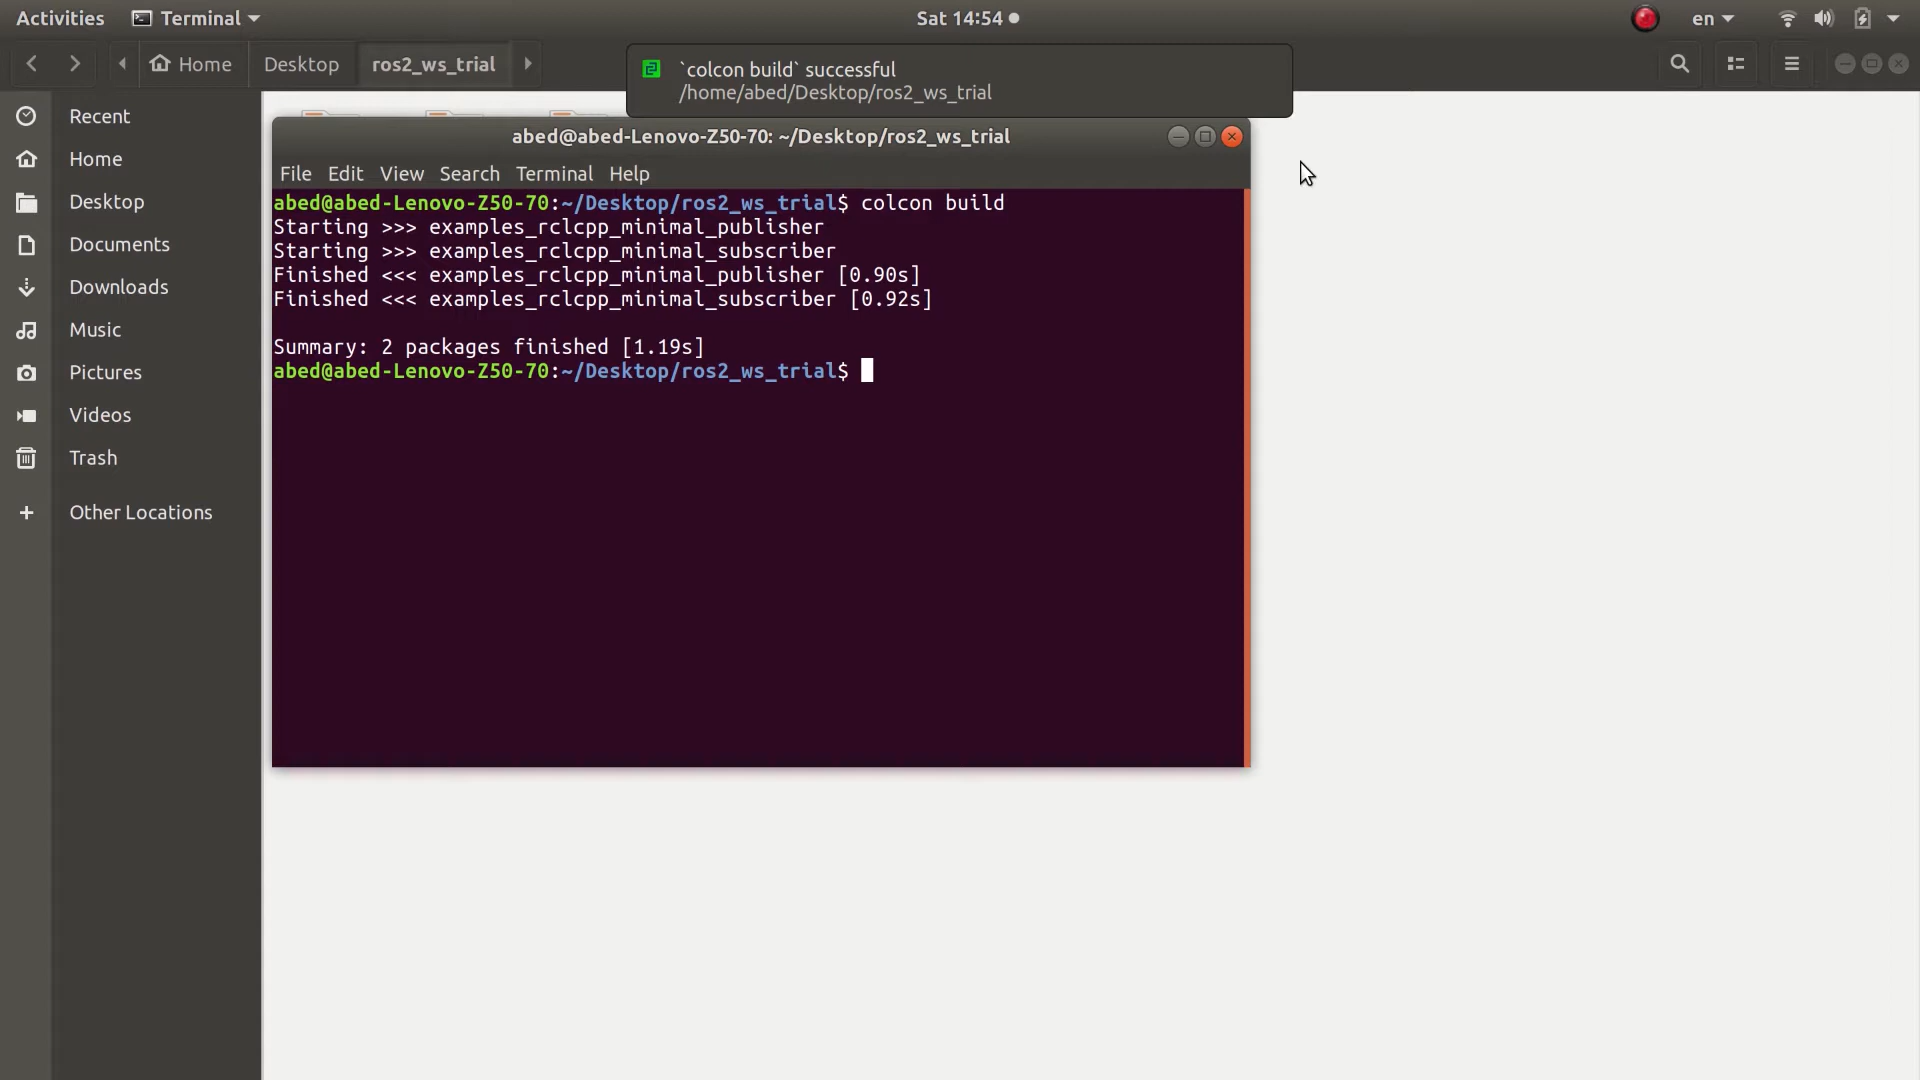 Activities Terminal Sat 14:54 en
Home Desktop ros2_ws_trial
`colcon build` successful
/home/abed/Desktop/ros2_ws_trial
Recent
Home
Desktop
Documents
Downloads
Music
Pictures
Videos
Trash
Other Locations
abed@abed-Lenovo-Z50-70: ~/Desktop/ros2_ws_trial
File Edit View Search Terminal Help
abed@abed-Lenovo-Z50-70:~/Desktop/ros2_ws_trial$ colcon build
Starting >>> examples_rclcpp_minimal_publisher
Starting >>> examples_rclcpp_minimal_subscriber
Finished <<< examples_rclcpp_minimal_publisher [0.90s]
Finished <<< examples_rclcpp_minimal_subscriber [0.92s]
Summary: 2 packages finished [1.19s]
abed@abed-Lenovo-Z50-70:~/Desktop/ros2_ws_trial$